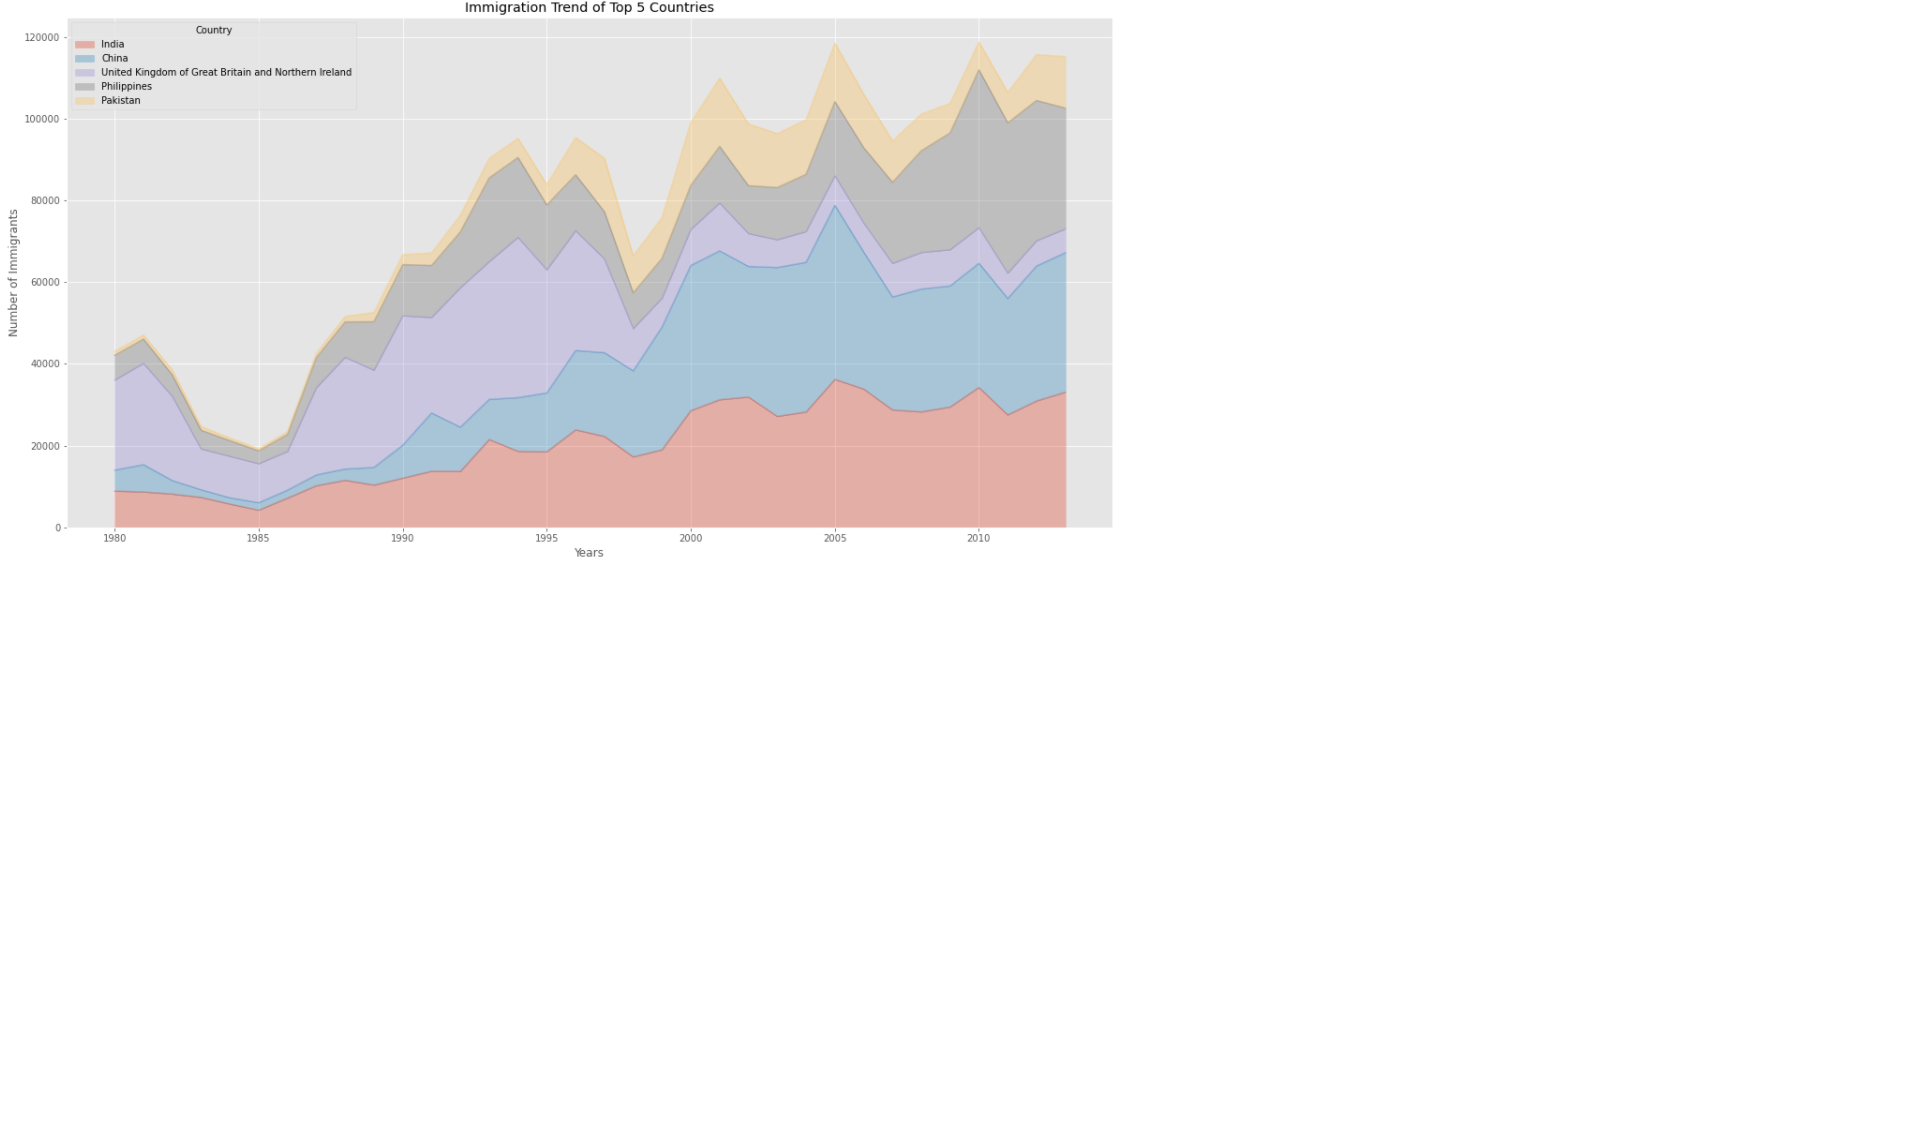 Immigration Trend of Top 5 Countries
Country
India
China
United Kingdom of Great Britain and Northern Ireland
Philippines
Pakistan
120000
100000
80000
60000
40000
20000
0
Number of Immigrants
1980 1985 1990 1995 2000 2005 2010
Years